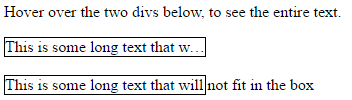 Hover over the two divs below, to see the entire text.
This is some long text that w…
This is some long text that will not fit in the box